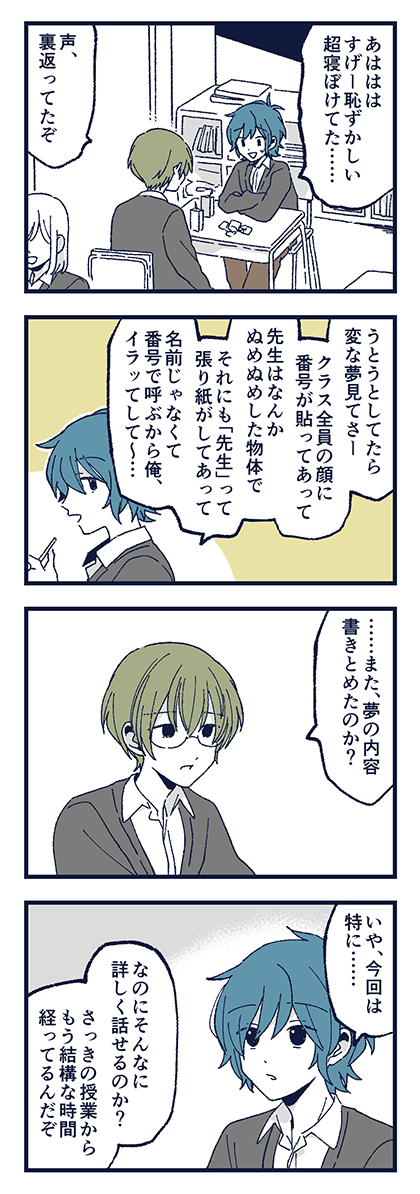 あははは
すげー恥ずかしい
超寝ぼけてた……
声、
裏返ってたぞ
うとうとしてたら
変な夢見てさー
クラス全員の顔に
番号が貼ってあって
先生はなんか
ぬめぬめした物体で
それにも「先生」って
張り紙がしてあって
名前じゃなくて
番号で呼ぶから俺、
イラッてして〜…
……また、夢の内容
書きとめたのか？
いや、今回は
特に……
なのにそんなに
詳しく話せるのか？
さっきの授業から
もう結構な時間
経ってるんだぞ